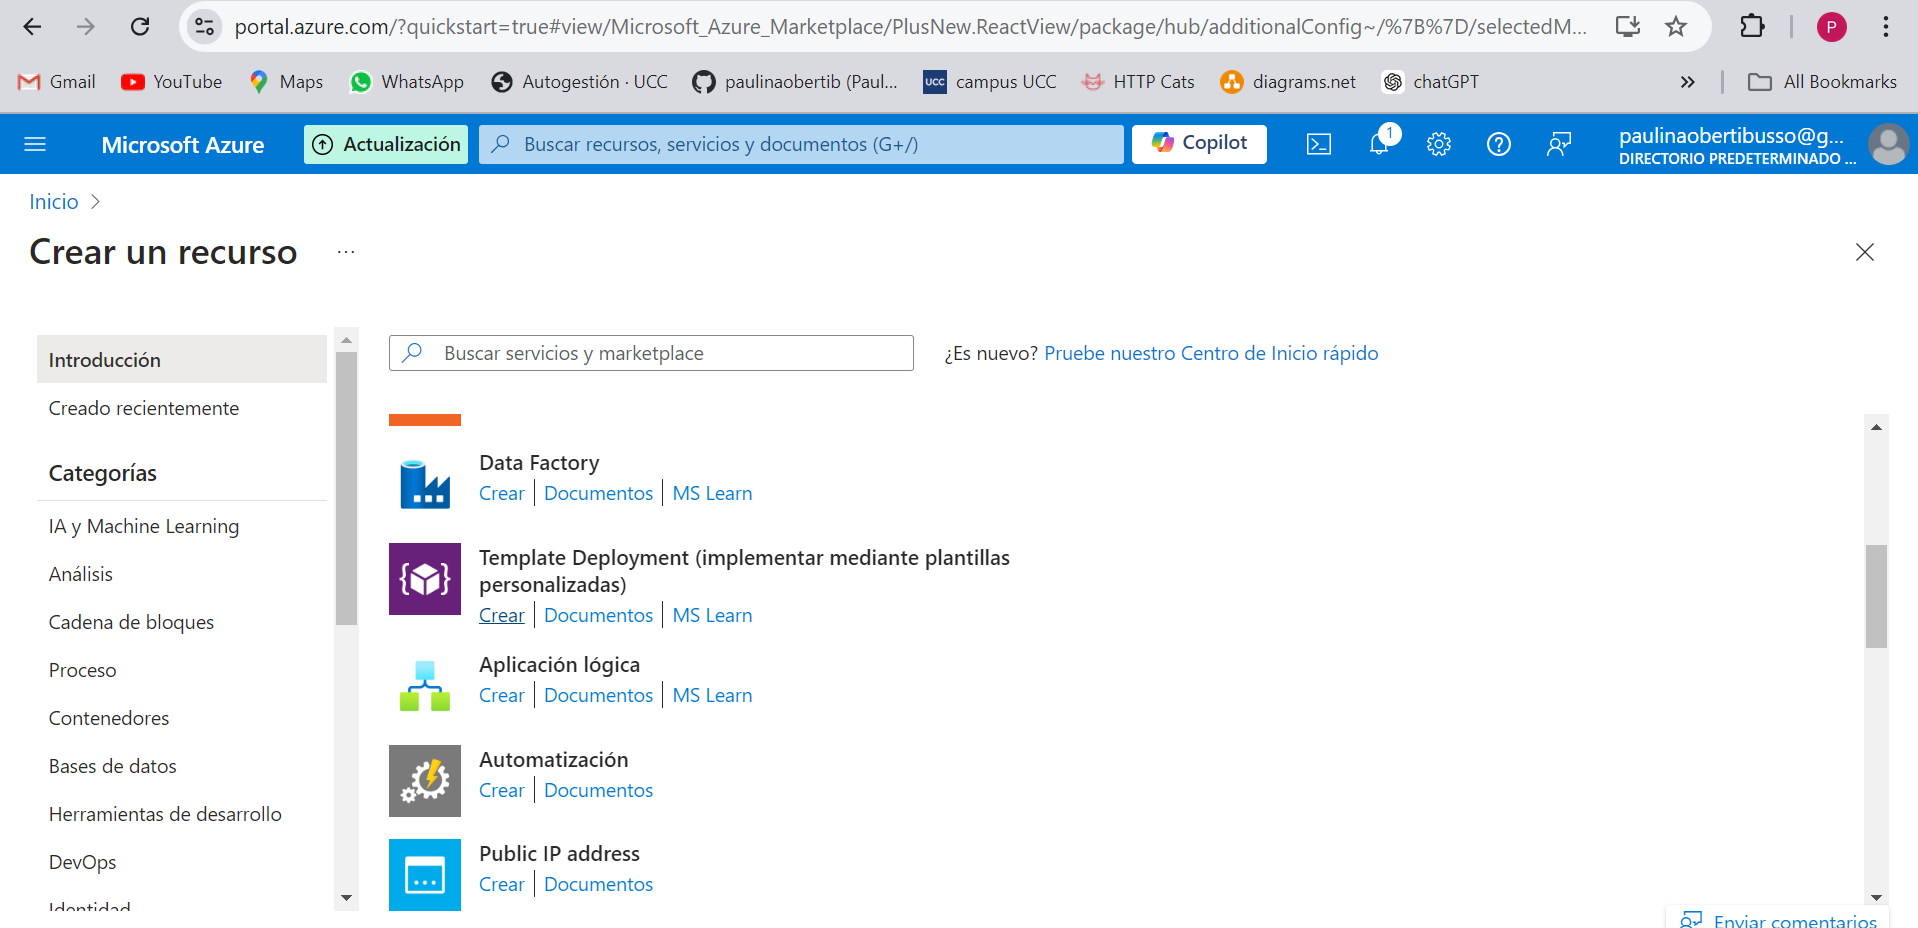 portal.azure.com/?quickstart=true#view/Microsoft_Azure_Marketplace/PlusNew.ReactView/package/hub/additionalConfig~/%7B%7D/selectedM...
P
Gmail
YouTube
Maps
WhatsApp
Autogestión · UCC
paulinaobertib (Paul...
UCC
campus UCC
HTTP Cats
diagrams.net
chatGPT
All Bookmarks
Microsoft Azure
Actualización
Buscar recursos, servicios y documentos (G+/)
Copilot
1
paulinaobertibusso@g...
DIRECTORIO PREDETERMINADO ...
Inicio
Crear un recurso
...
Introducción
Creado recientemente
Categorías
IA y Machine Learning
Análisis
Cadena de bloques
Proceso
Contenedores
Bases de datos
Herramientas de desarrollo
DevOps
Identidad
Buscar servicios y marketplace
¿Es nuevo? Pruebe nuestro Centro de Inicio rápido
Data Factory
Crear | Documentos | MS Learn
Template Deployment (implementar mediante plantillas
personalizadas)
Crear | Documentos | MS Learn
Aplicación lógica
Crear | Documentos | MS Learn
Automatización
Crear | Documentos
Public IP address
Crear | Documentos
Enviar comentarios